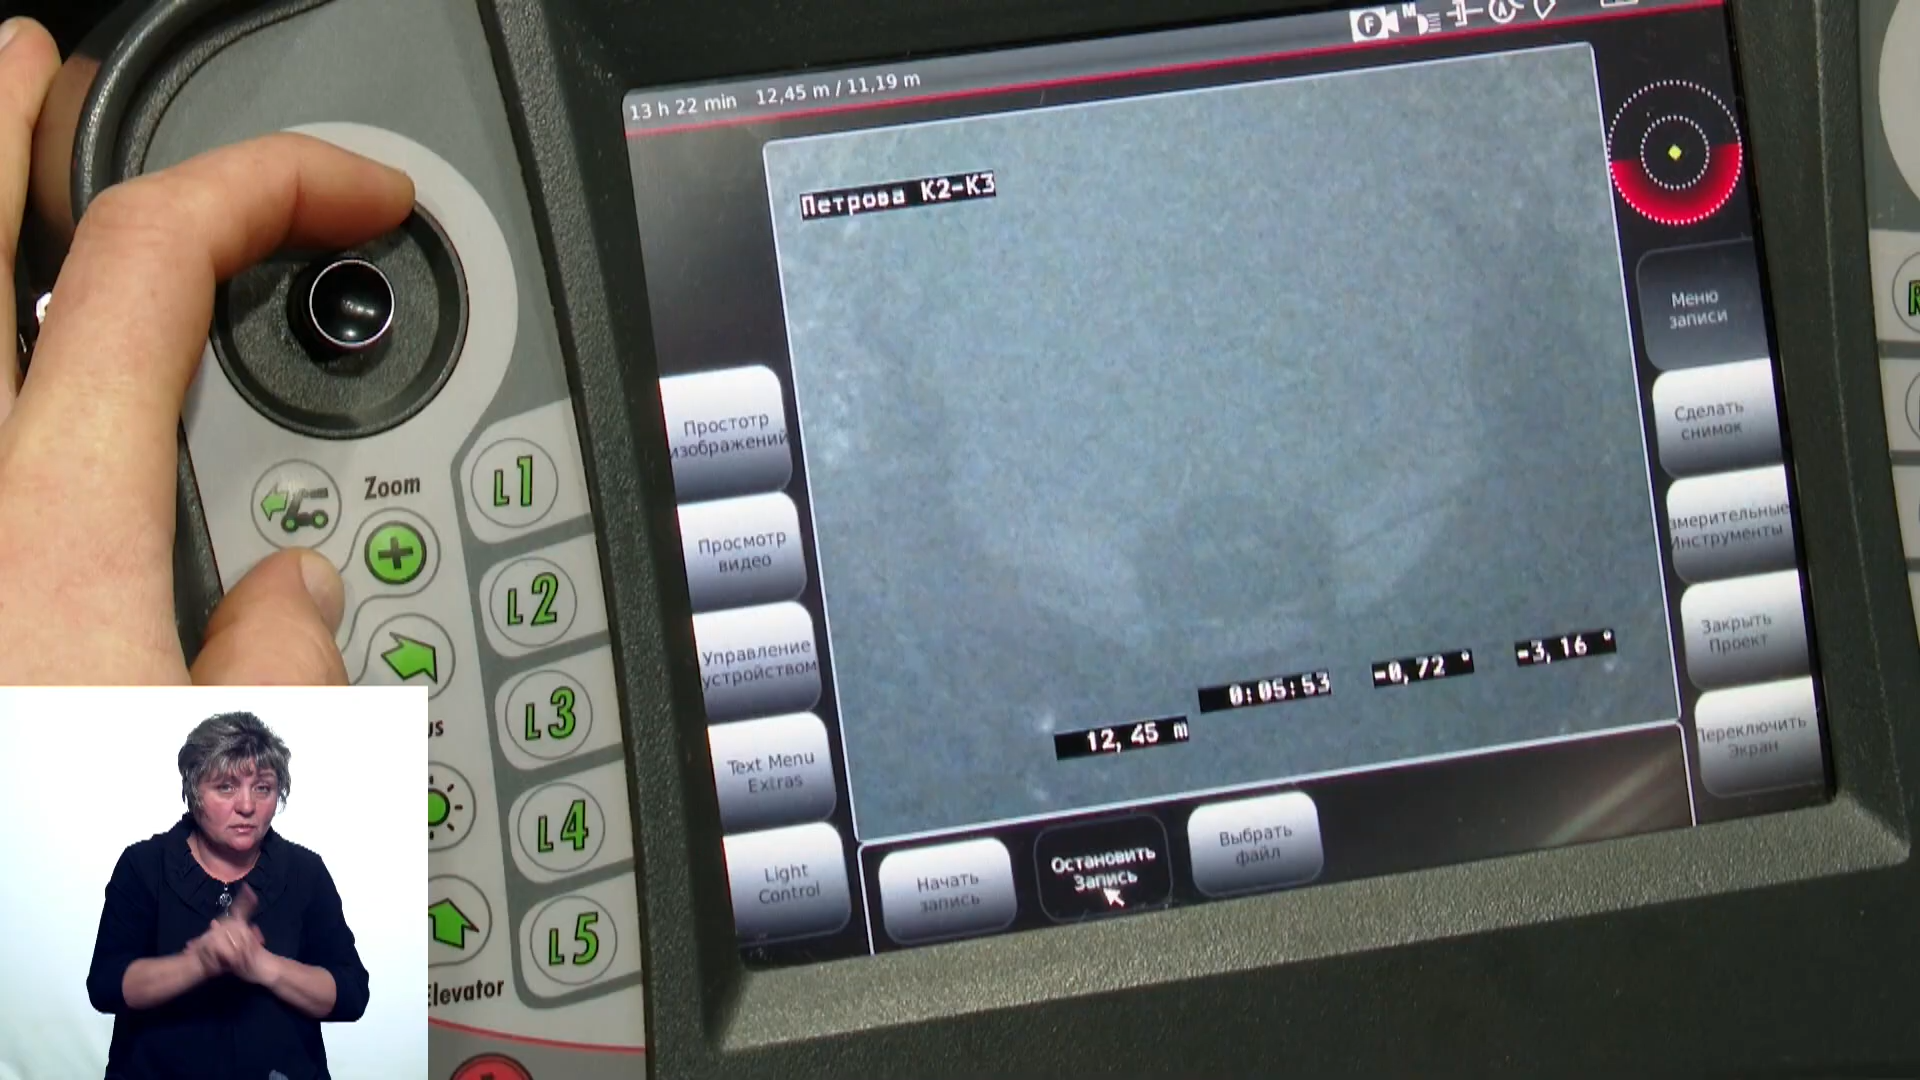 13 h 22 min 12,45 m / 11,19 m
F
M
A
Петрова К2-К3
Меню
записи
Простотр
изображений
Сделать
снимок
Zoom
L1
Просмотр
видео
змерительные
Инструменты
L2
Управление
устройством
Закрыть
Проект
-3,16 °
-0,72 °
0:05:53
12,45 m
L3
Text Menu
Extras
Переключить
Экран
L4
Light
Control
Начать
запись
Остановить
Запись
Выбрать
файл
L5
Elevator